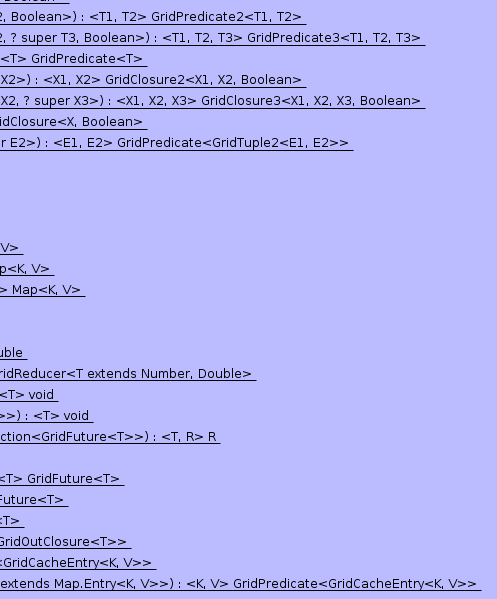 2, Boolean>) : <T1, T2> GridPredicate2<T1, T2>
2, ? super T3, Boolean>) : <T1, T2, T3> GridPredicate3<T1, T2, T3>
<T> GridPredicate<T>
X2>) : <X1, X2> GridClosure2<X1, X2, Boolean>
X2, ? super X3>) : <X1, X2, X3> GridClosure3<X1, X2, X3, Boolean>
idClosure<X, Boolean>
r E2>) : <E1, E2> GridPredicate<GridTuple2<E1, E2>>
V>
p<K, V>
> Map<K, V>
uble
ridReducer<T extends Number, Double>
<T> void
>>) : <T> void
ction<GridFuture<T>>) : <T, R> R
<T> GridFuture<T>
Future<T>
<T>
GridOutClosure<T>>
<GridCacheEntry<K, V>>
extends Map.Entry<K, V>>) : <K, V> GridPredicate<GridCacheEntry<K, V>>